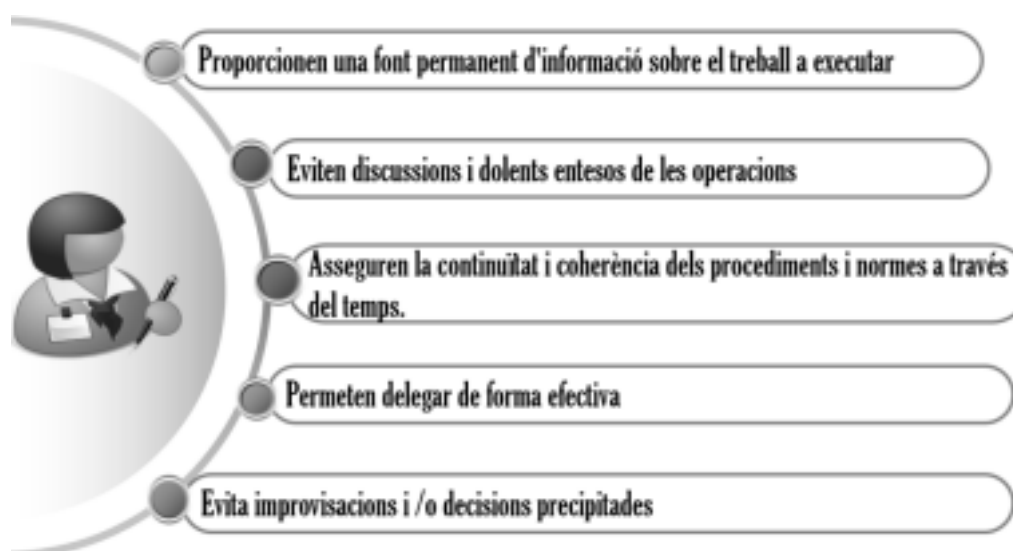 Proporcionen una font permanent d'informació sobre el treball a executar
Eviten discussions i dolents entesos de les operacions
Asseguren la continuïtat i coherència dels procediments i normes a través
del temps.
Permeten delegar de forma efectiva
Evita improvisacions i /o decisions precipitades